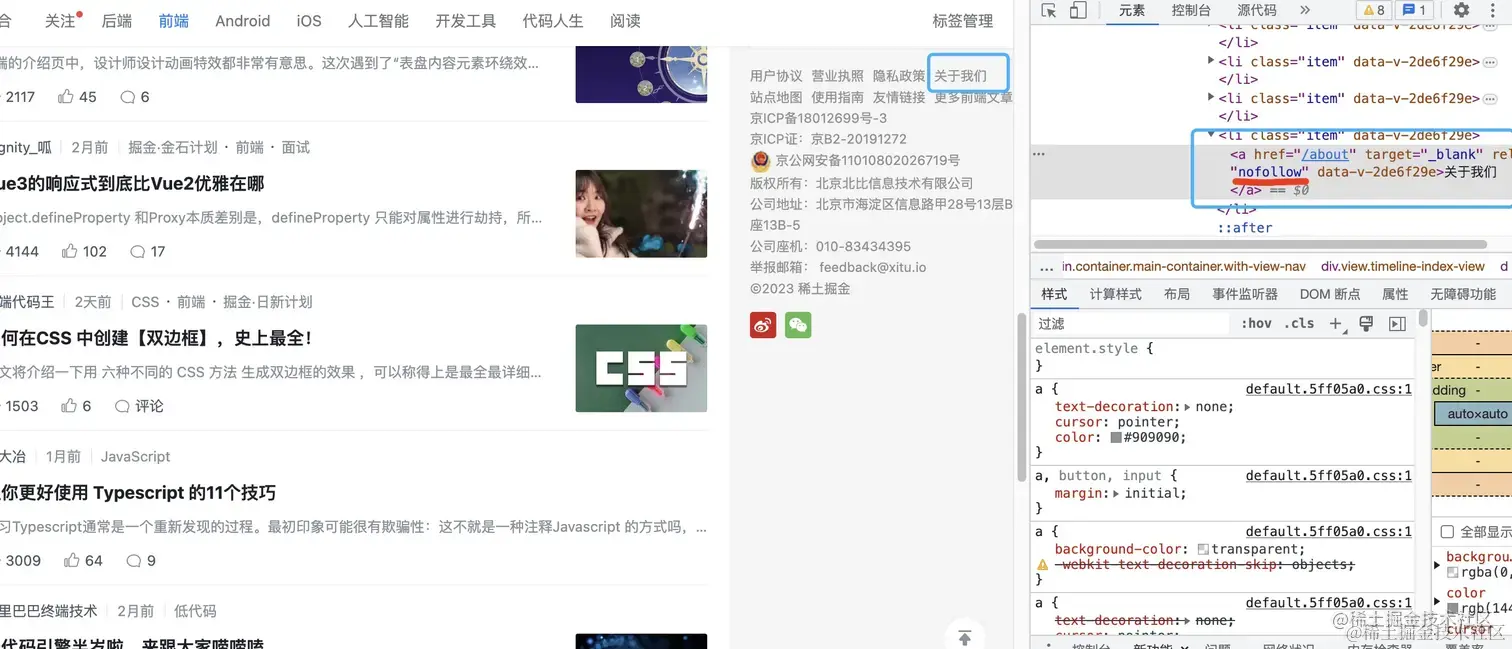 合 关注 后端 前端 Android iOS 人工智能 开发工具 代码人生 阅读 标签管理
端的介绍页中，设计师设计动画特效都非常有意思。这次遇到了“表盘内容元素环绕效...
2117 45 6
gnity_呱 2月前 掘金·金石计划 · 前端 · 面试
ue3的响应式到底比Vue2优雅在哪
oject.defineProperty 和Proxy本质差别是，defineProperty 只能对属性进行劫持，所...
4144 102 17
端代码王 2天前 CSS · 前端 · 掘金·日新计划
何在CSS 中创建【双边框】，史上最全！
文将介绍一下用 六种不同的 CSS 方法 生成双边框的效果 ，可以称得上是最全最详细...
1503 6 评论
CSS
大冶 1月前 JavaScript
你更好使用 Typescript 的11个技巧
习Typescript通常是一个重新发现的过程。最初印象可能很有欺骗性：这不就是一种注释Javascript 的方式吗，...
3009 64 9
里巴巴终端技术 2月前 低代码
代码引擎半岁啦，来跟大家唠唠嗑
用户协议 营业执照 隐私政策 关于我们
站点地图 使用指南 友情链接 更多前端文章
京ICP备18012699号-3
京ICP证：京B2-20191272
京公网安备11010802026719号
版权所有：北京北比信息技术有限公司
公司地址：北京市海淀区信息路甲28号13层B
座13B-5
公司座机：010-83434395
举报邮箱： feedback@xitu.io
©2023 稀土掘金
元素 控制台 源代码 » 8 1
<li class="item" data-v-2de6f29e>
</li>
<li class="item" data-v-2de6f29e>
</li>
<li class="item" data-v-2de6f29e>
</li>
<li class="item" data-v-2de6f29e>
<a href="/about" target="_blank" rel
"nofollow" data-v-2de6f29e>关于我们
</a> == $0
</li>
::after
... in.container.main-container.with-view-nav div.view.timeline-index-view d
样式 计算样式 布局 事件监听器 DOM 断点 属性 无障碍功能
过滤 :hov .cls +
element.style {
}
a { default.5ff05a0.css:1
text-decoration: none;
cursor: pointer;
color: #909090;
}
a, button, input { default.5ff05a0.css:1
margin: initial;
}
a { default.5ff05a0.css:1
background-color: transparent;
-webkit-text-decoration-skip: objects;
}
a { default.5ff05a0.css:1
text-decoration: none;
cursor: pointer;
-
er -
dding -
auto×auto
-
-
-
全部显示
backgrou
rgba(0,
color
rgb(144
cursor
@稀土掘金技术社区
@稀土掘金技术社区
控制台 新功能 × 问题 网络状况 内存检查器 覆盖率